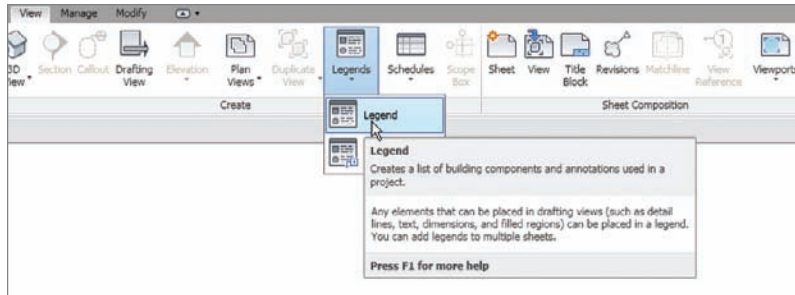 View Manage Modify
3D View Section Callout Drafting View Elevation Plan Views Duplicate View Legends Schedules Scope Box Sheet View Title Block Revisions Matchline View Reference Viewports
Create Sheet Composition
Legend
Legend
Creates a list of building components and annotations used in a
project.
Any elements that can be placed in drafting views (such as detail
lines, text, dimensions, and filled regions) can be placed in a legend.
You can add legends to multiple sheets.
Press F1 for more help